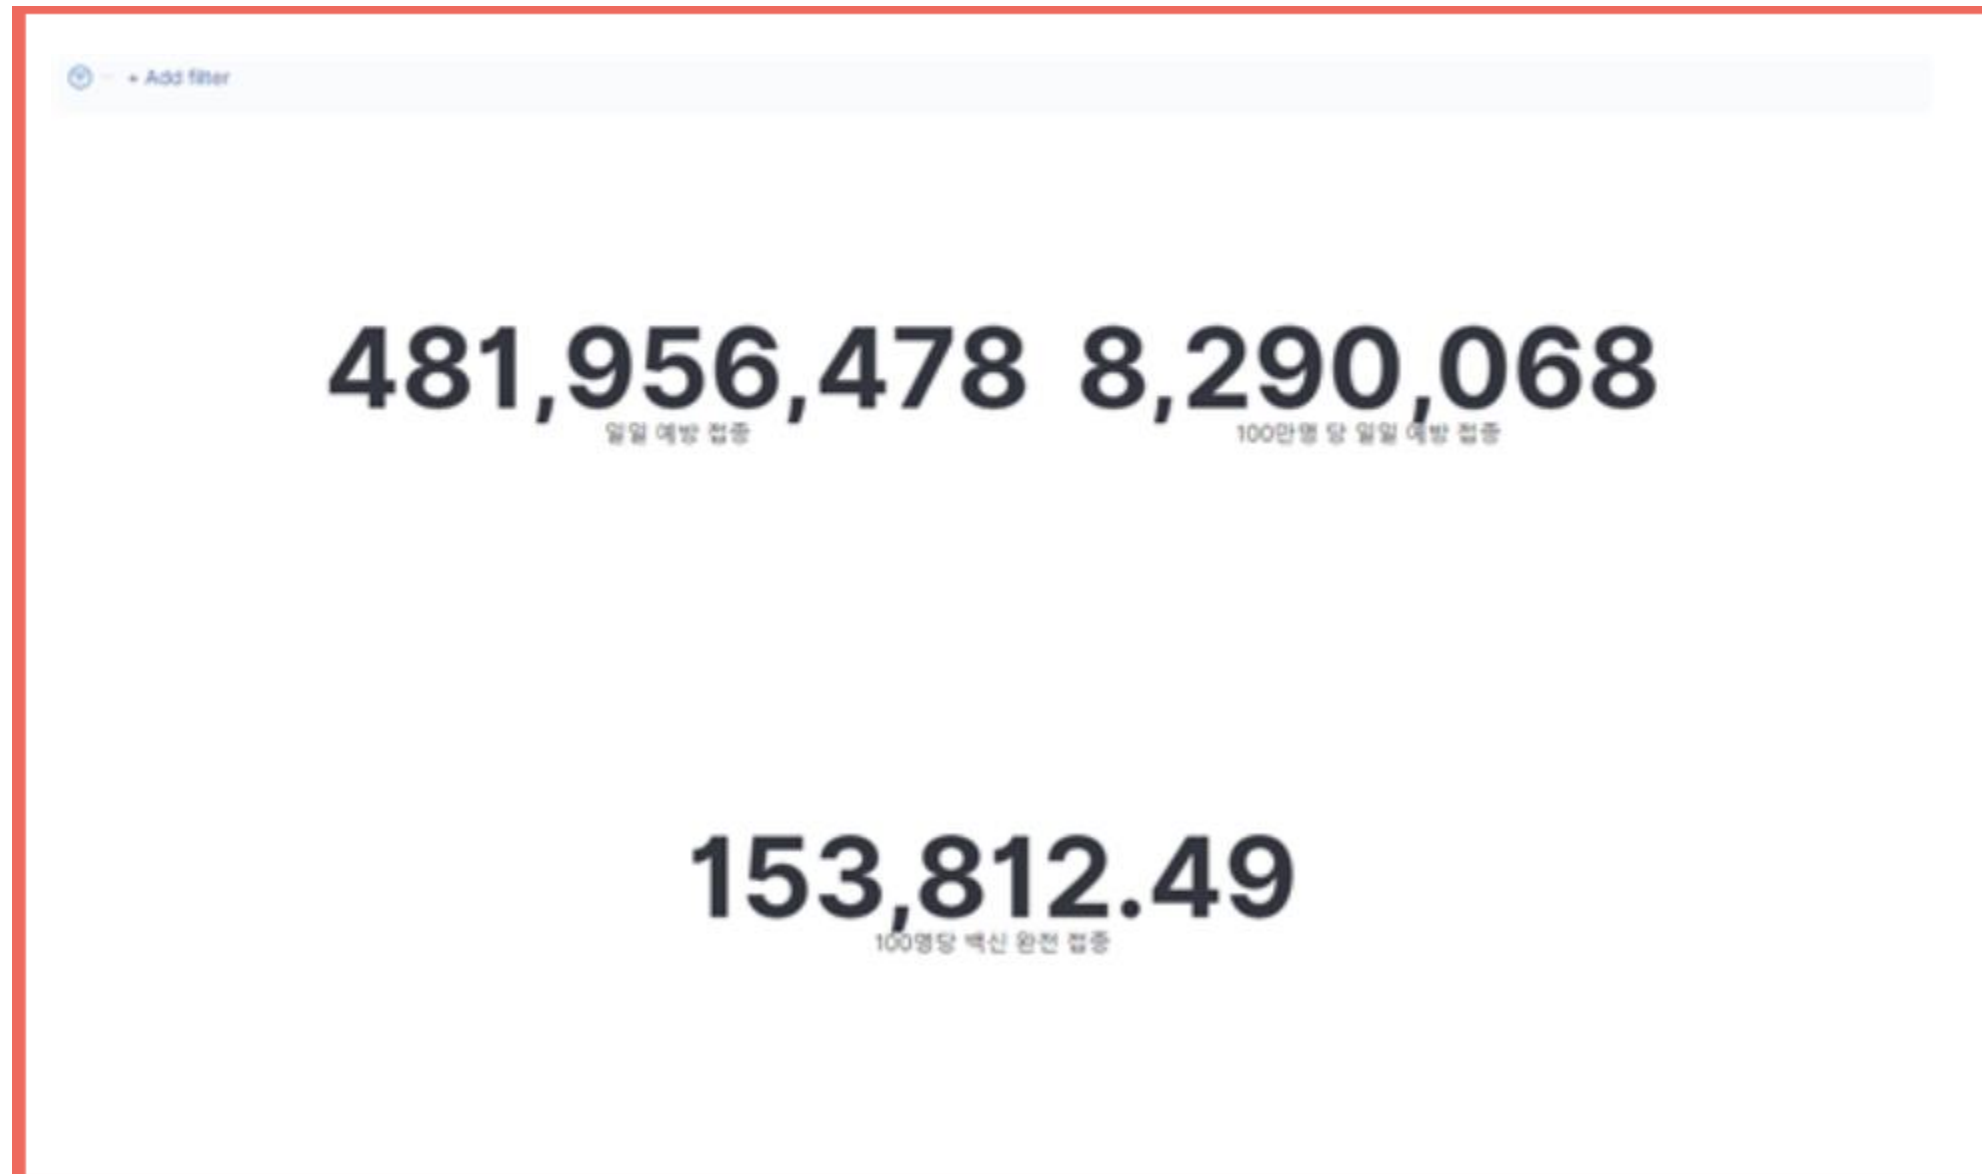 + Add filter
481,956,478 8,290,068
일일 예방 접종 100만명 당 일일 예방 접종
153,812.49
100명당 백신 완전 접종